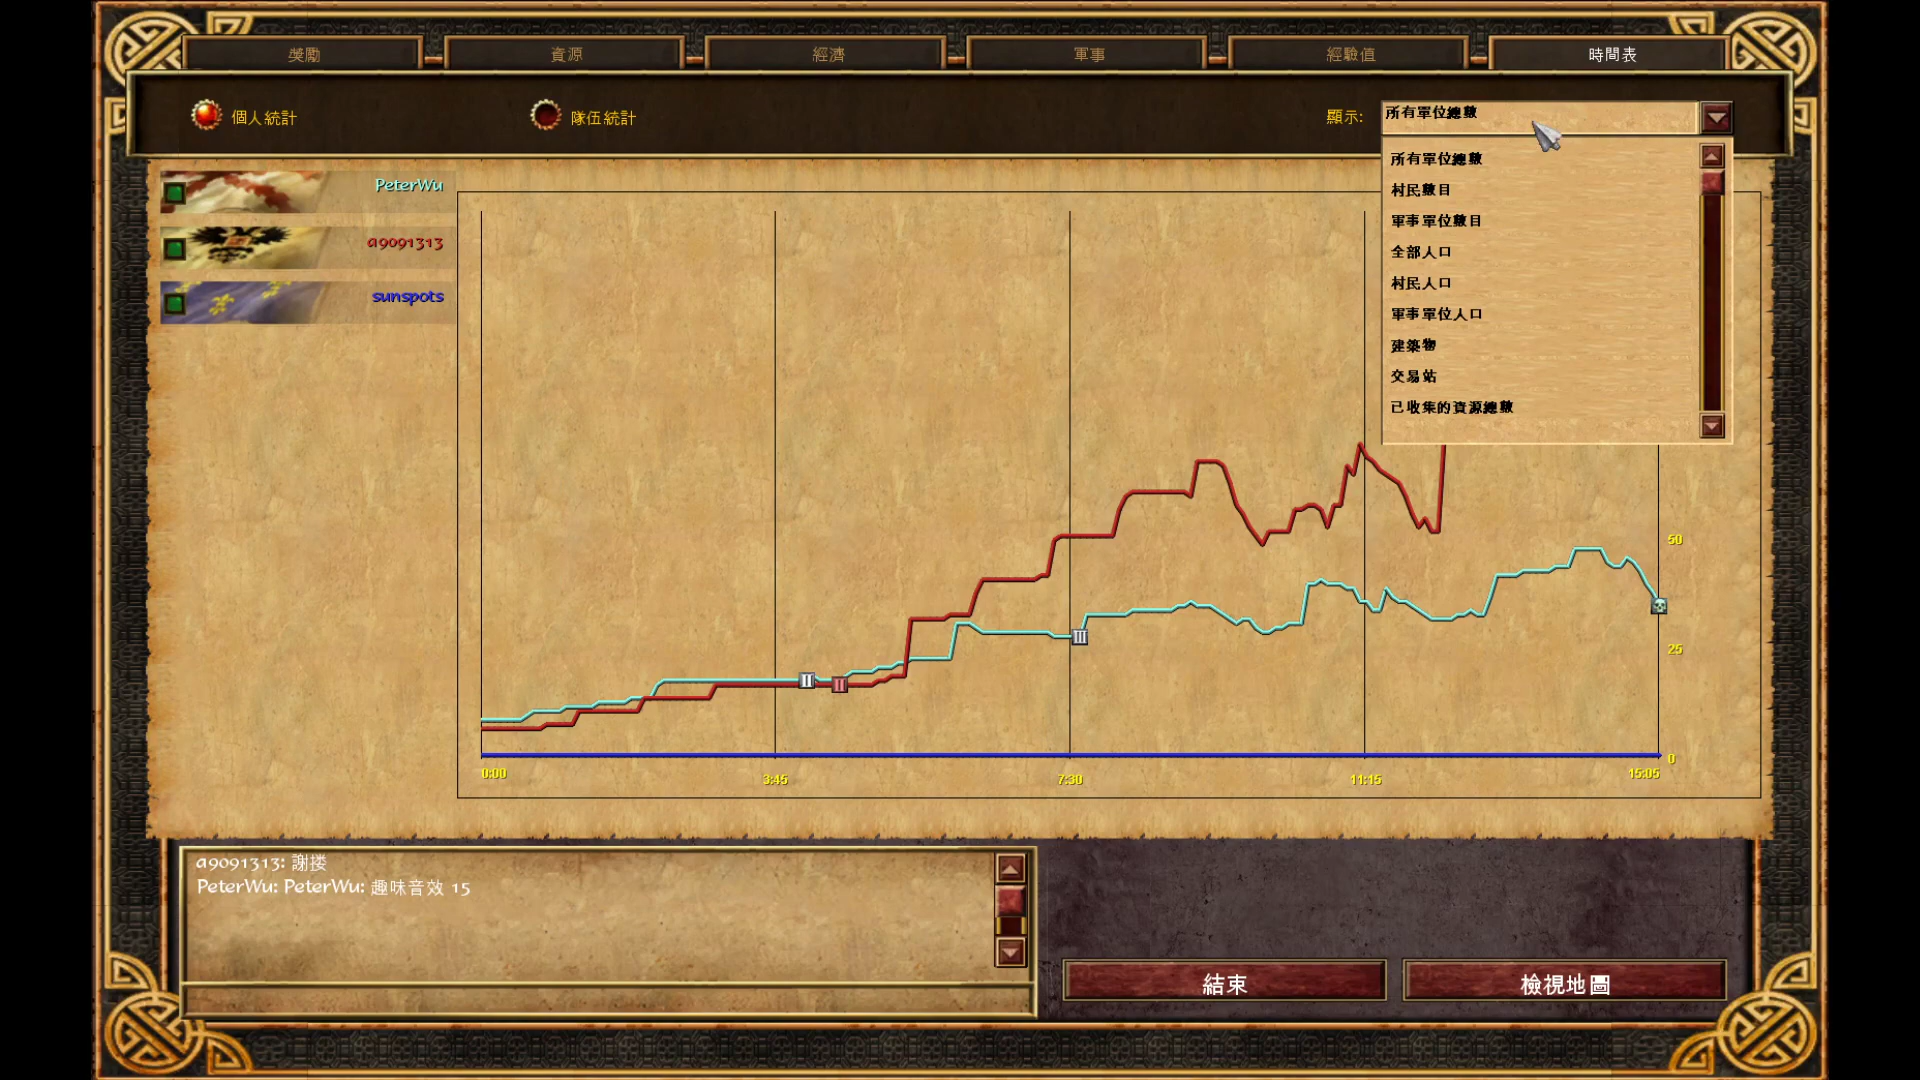 獎勵
資源
經濟
軍事
經驗值
時間表
個人統計
隊伍統計
顯示:
所有單位總數
所有單位總數
村民數目
軍事單位數目
全部人口
村民人口
軍事單位人口
建築物
交易站
已收集的資源總數
PeterWu
a9091313
sunspots
II
II
III
50
25
0
0:00
3:45
7:30
11:15
15:05
a9091313: 謝搂
PeterWu: PeterWu: 趣味音效 15
結束
檢視地圖